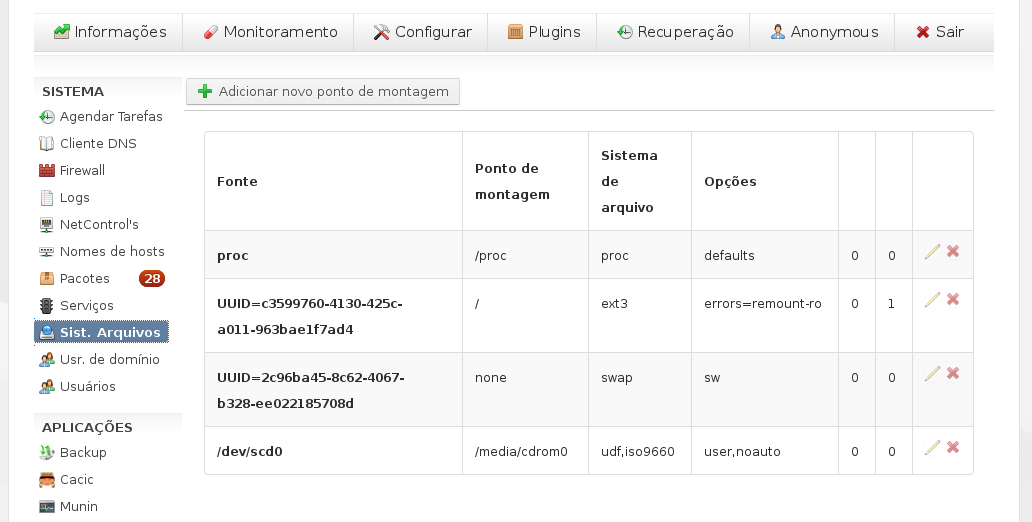 Informações Monitoramento Configurar Plugins Recuperação Anonymous Sair
SISTEMA
Agendar Tarefas
Cliente DNS
Firewall
Logs
NetControl's
Nomes de hosts
Pacotes 28
Serviços
Sist. Arquivos
Usr. de domínio
Usuários
APLICAÇÕES
Backup
Cacic
Munin
Adicionar novo ponto de montagem
Fonte
Ponto de
montagem
Sistema
de
arquivo
Opções
proc /proc proc defaults 0 0
UUID=c3599760-4130-425c-
a011-963bae1f7ad4
/ ext3 errors=remount-ro 0 1
UUID=2c96ba45-8c62-4067-
b328-ee022185708d
none swap sw 0 0
/dev/scd0 /media/cdrom0 udf,iso9660 user,noauto 0 0